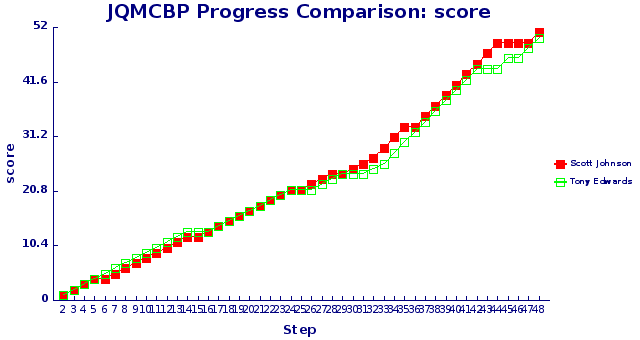 JQMCBP Progress Comparison: score
52
41.6
31.2
20.8
10.4
0
score
2 3 4 5 6 7 8 9 10 11 12 13 14 15 16 17 18 19 20 21 22 23 24 25 26 27 28 29 30 31 32 33 34 35 36 37 38 39 40 41 42 43 44 45 46 47 48
Step
Scott Johnson
Tony Edwards